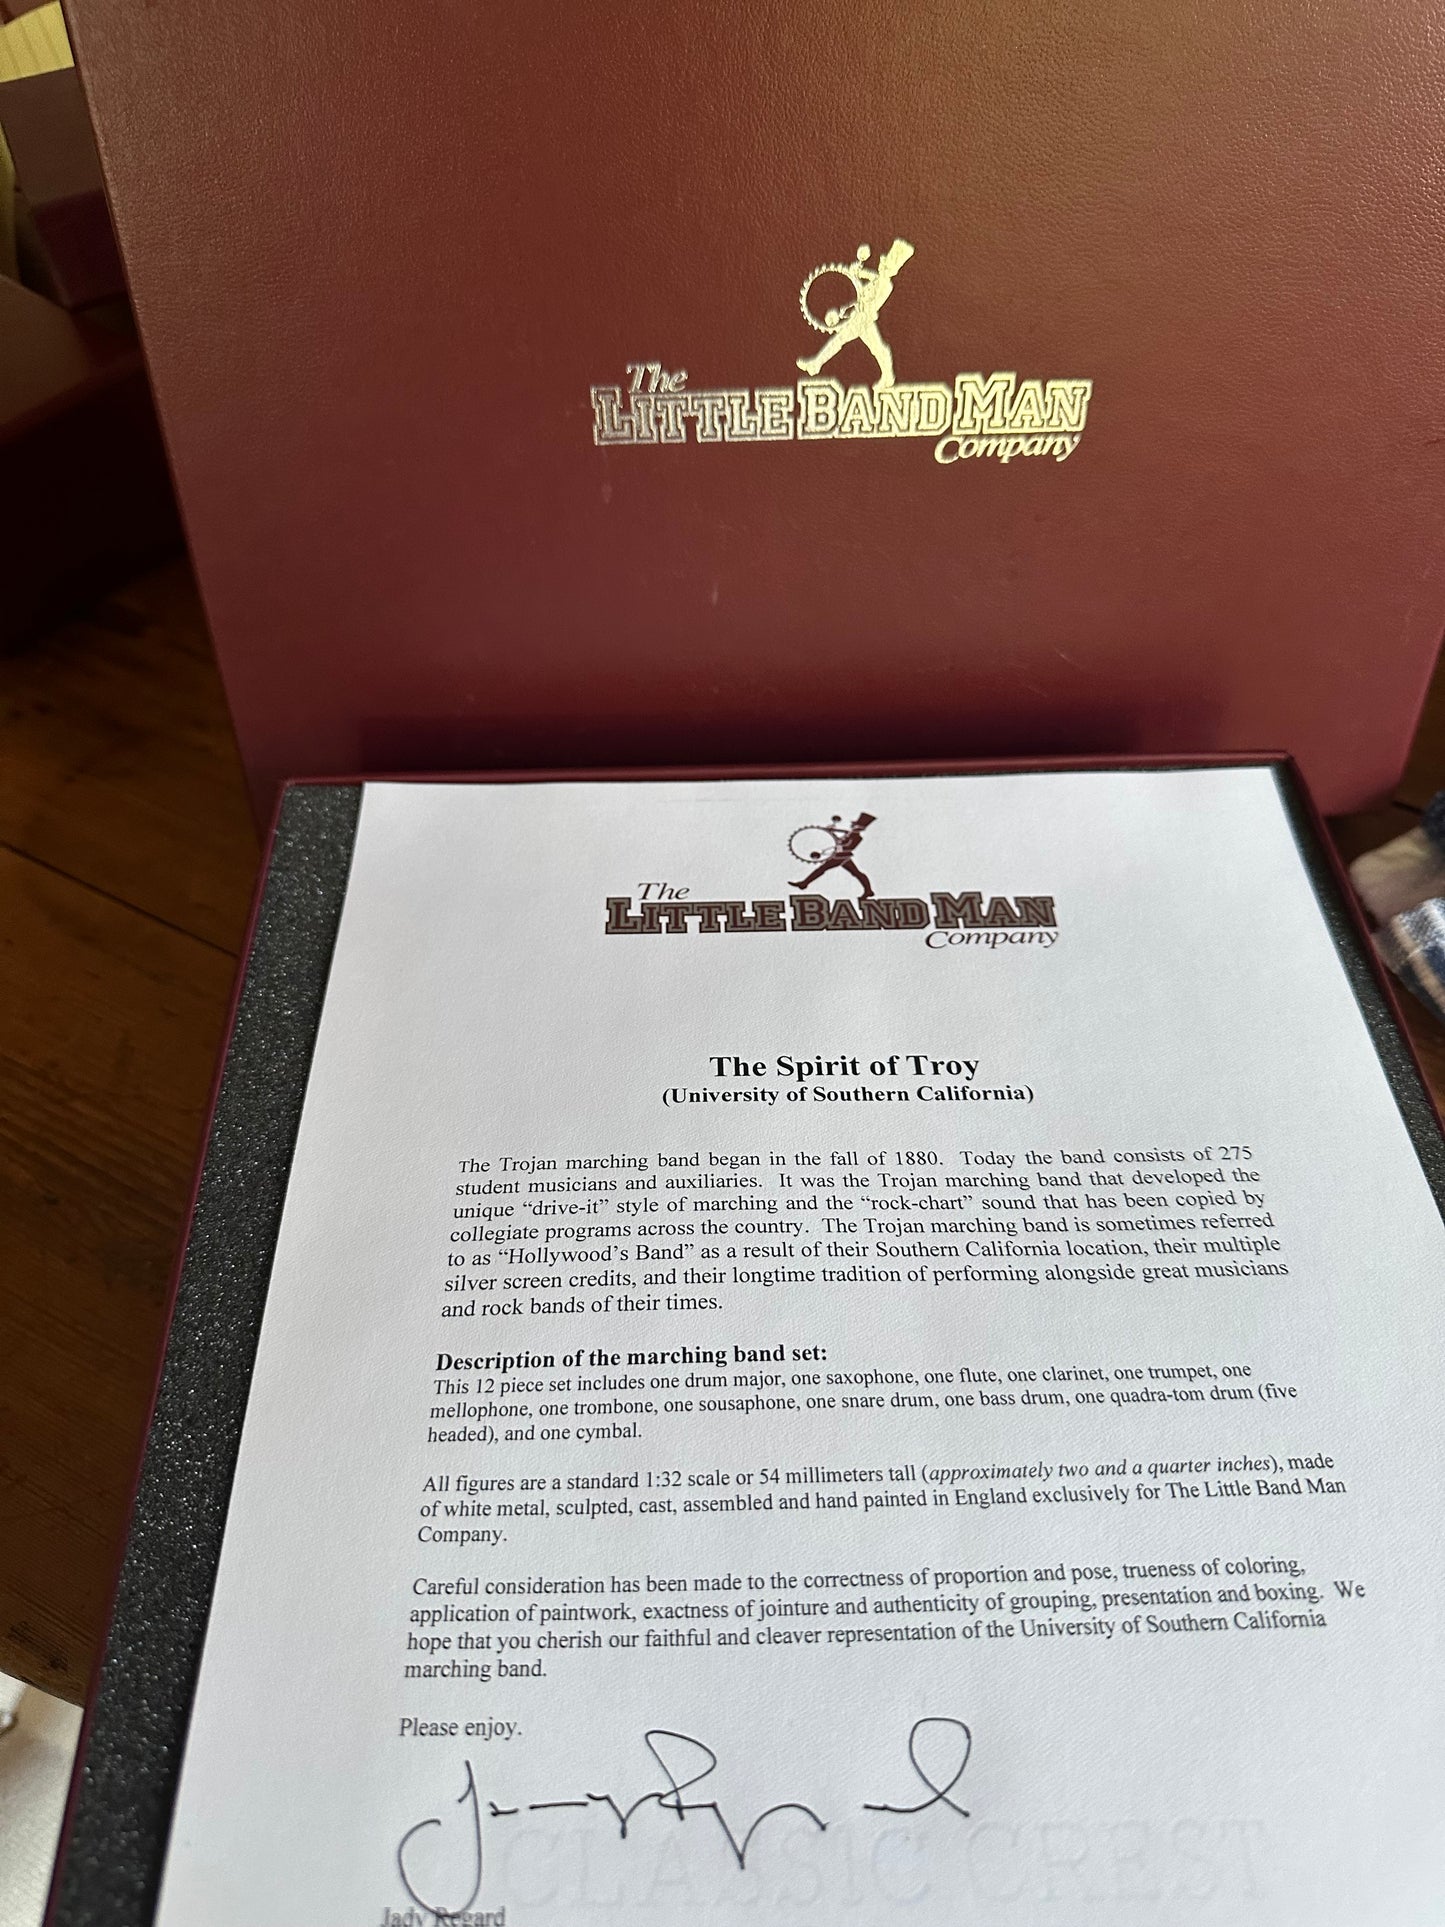 The
LITTLE BAND MAN
Company
The
LITTLE BAND MAN
Company
The Spirit of Troy
(University of Southern California)
The Trojan marching band began in the fall of 1880. Today the band consists of 275
student musicians and auxiliaries. It was the Trojan marching band that developed the
unique “drive-it” style of marching and the “rock-chart” sound that has been copied by
collegiate programs across the country. The Trojan marching band is sometimes referred
to as “Hollywood’s Band” as a result of their Southern California location, their multiple
silver screen credits, and their longtime tradition of performing alongside great musicians
and rock bands of their times.
Description of the marching band set:
This 12 piece set includes one drum major, one saxophone, one flute, one clarinet, one trumpet, one
mellophone, one trombone, one sousaphone, one snare drum, one bass drum, one quadra-tom drum (five
headed), and one cymbal.
All figures are a standard 1:32 scale or 54 millimeters tall (approximately two and a quarter inches), made
of white metal, sculpted, cast, assembled and hand painted in England exclusively for The Little Band Man
Company.
Careful consideration has been made to the correctness of proportion and pose, trueness of coloring,
application of paintwork, exactness of jointure and authenticity of grouping, presentation and boxing. We
hope that you cherish our faithful and cleaver representation of the University of Southern California
marching band.
Please enjoy.
CLASSIC CREST
Jady Regard